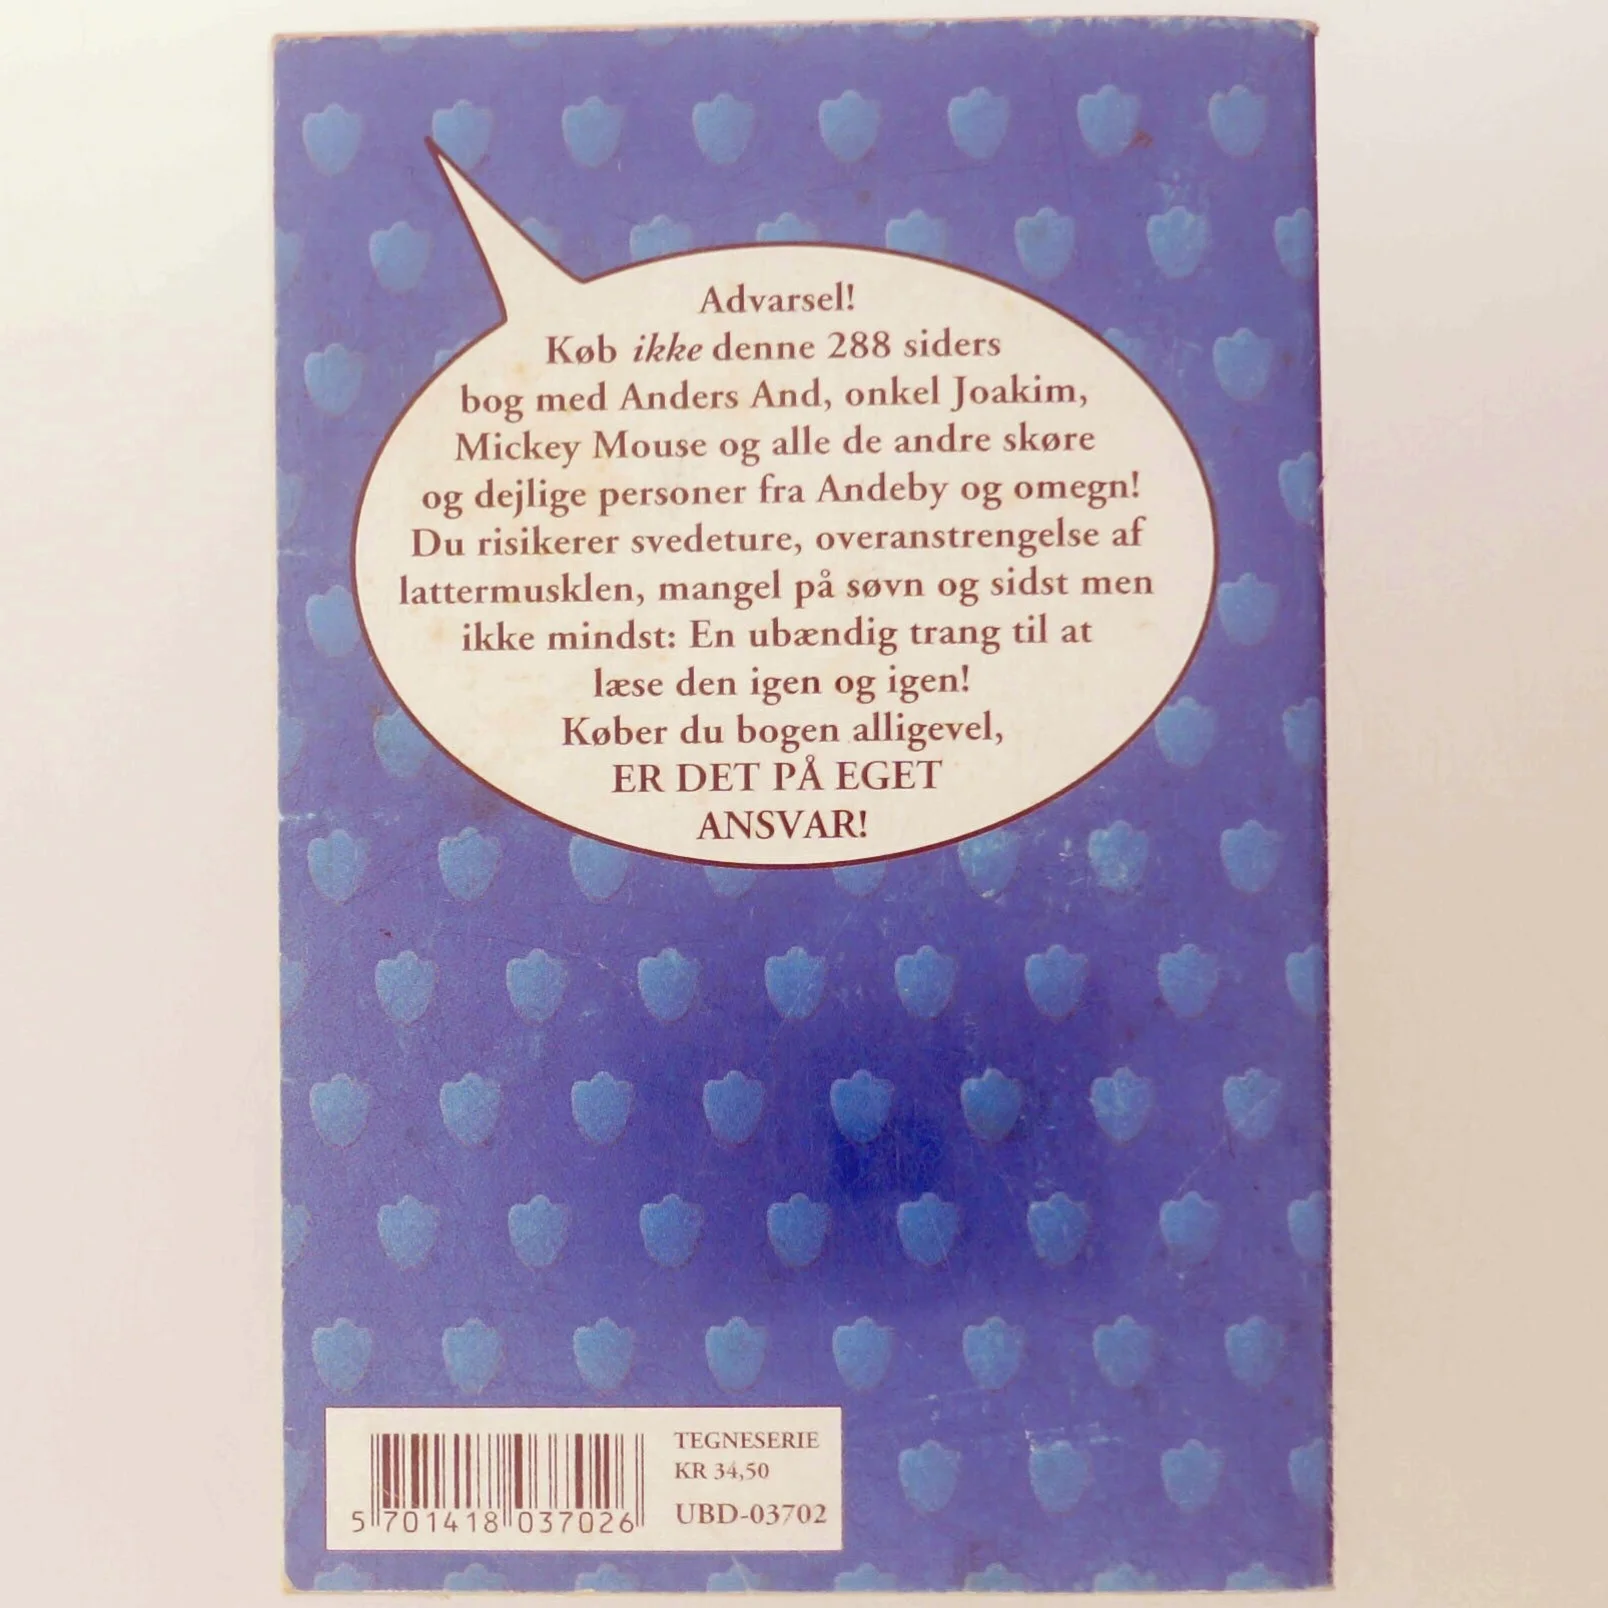 Advarsel!
Køb ikke denne 288 siders
bog med Anders And, onkel Joakim,
Mickey Mouse og alle de andre skøre
og dejlige personer fra Andeby og omegn!
Du risikerer svedeture, overanstrengelse af
lattermusklen, mangel på søvn og sidst men
ikke mindst: En ubændig trang til at
læse den igen og igen!
Køber du bogen alligevel,
ER DET PÅ EGET
ANSVAR!
TEGNESERIE
KR 34,50
UBD-03702
5 701418 037026